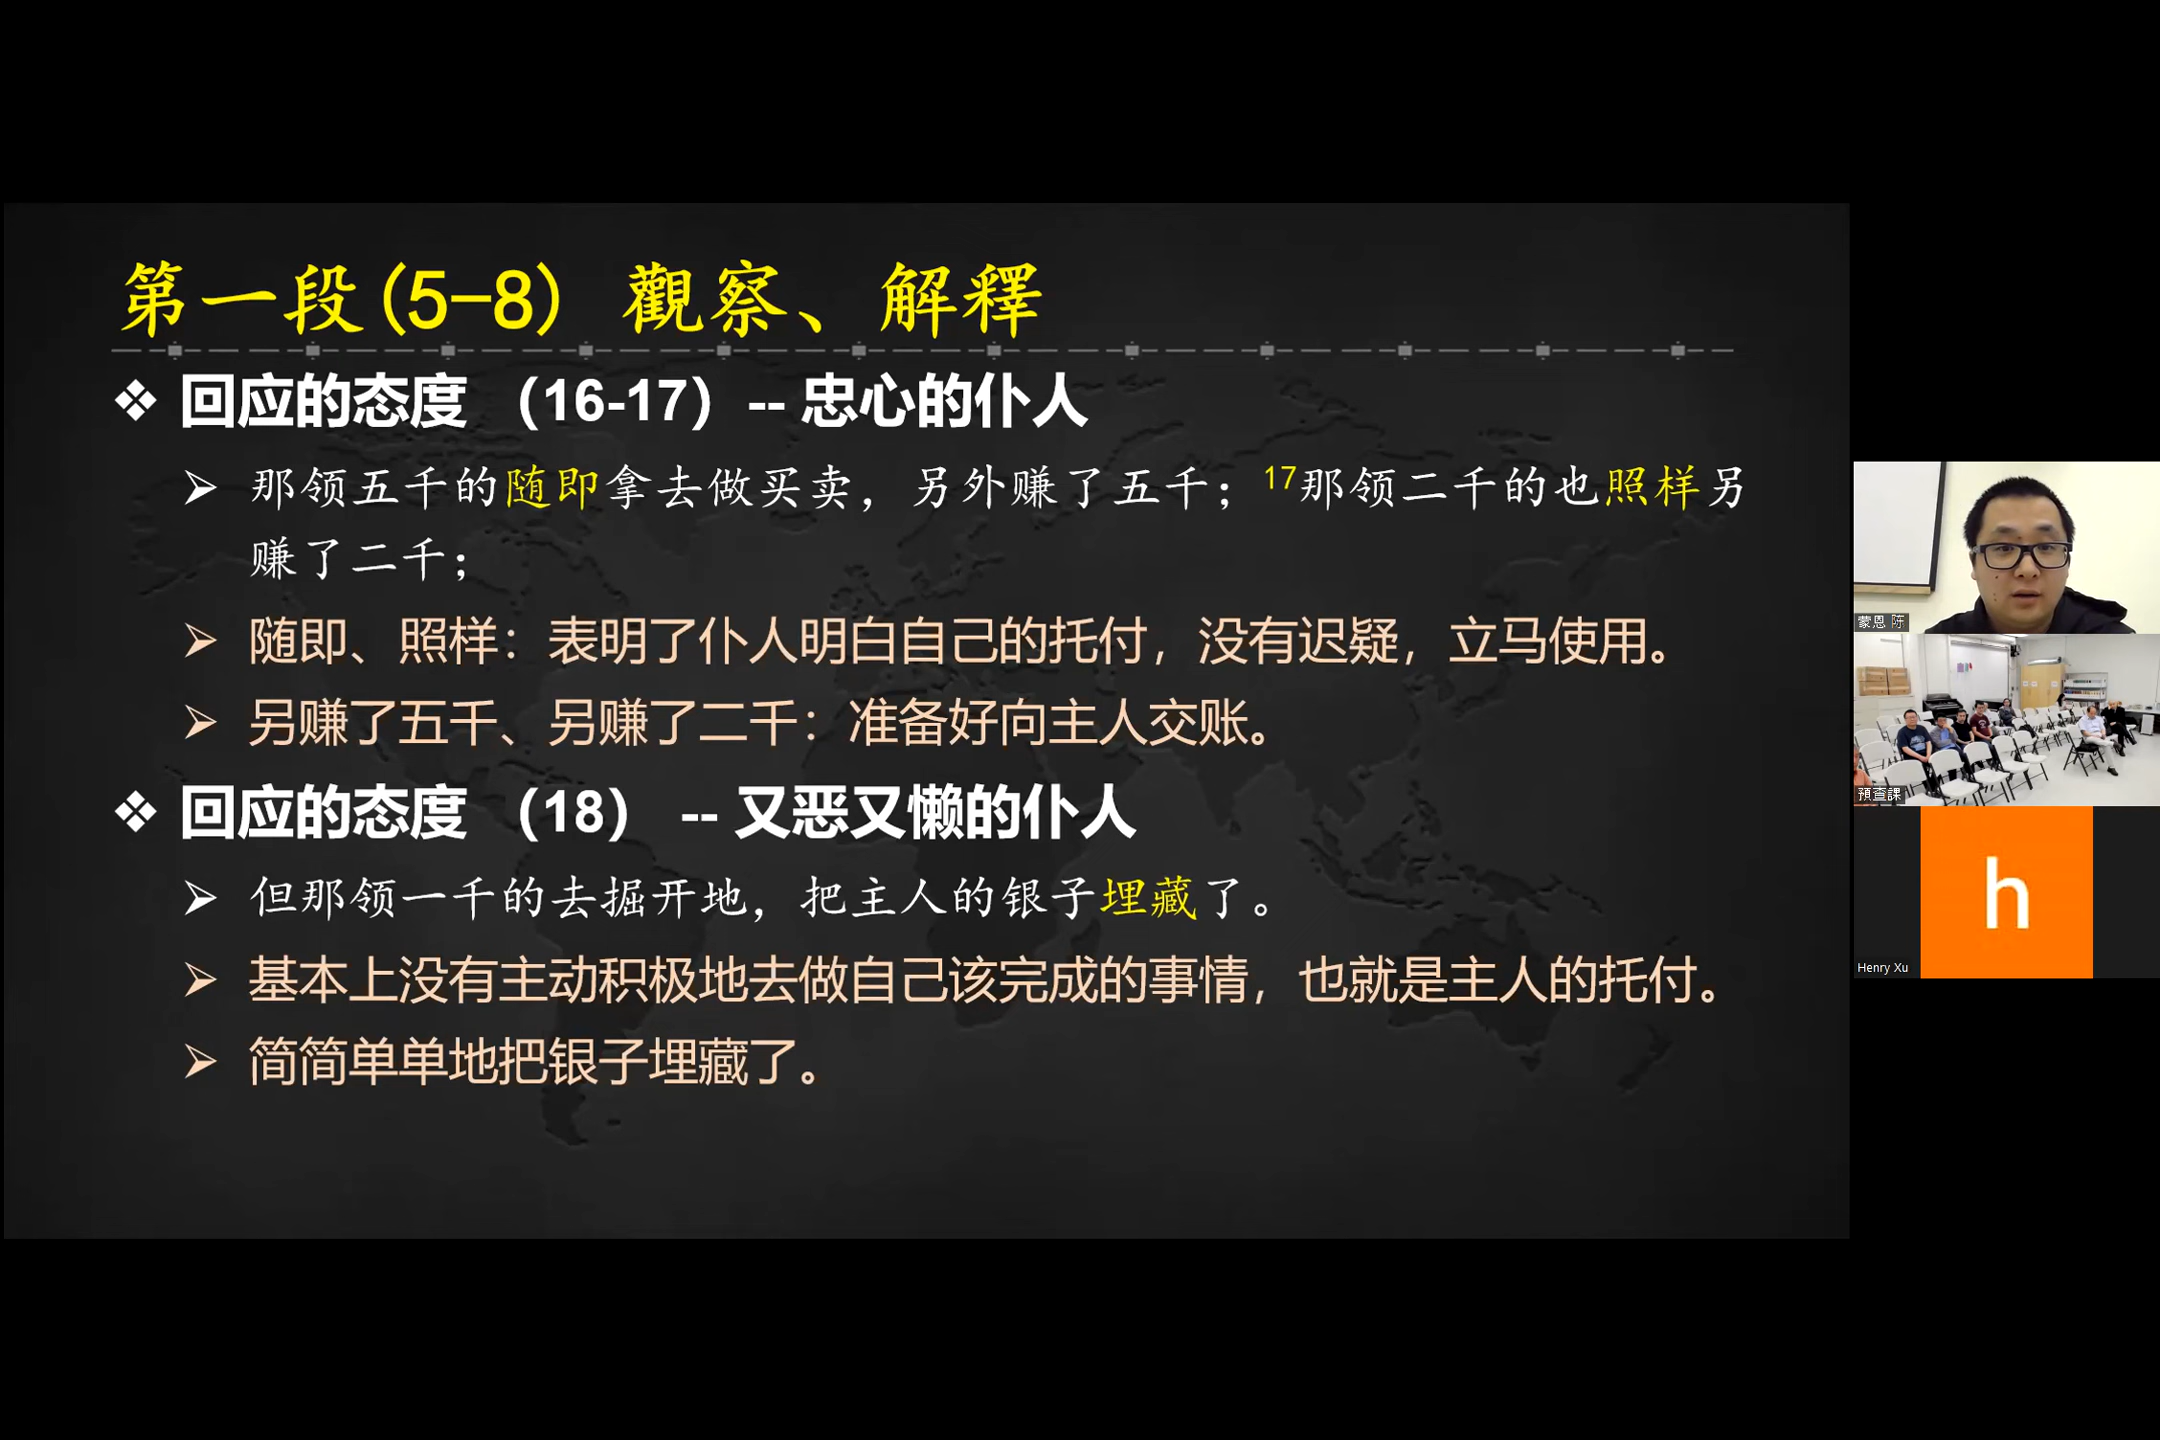 第一段(5-8) 觀察、解釋
❖ 回应的态度 （16-17）-- 忠心的仆人
➢ 那领五千的随即拿去做买卖，另外赚了五千；17那领二千的也照样另
赚了二千；
➢ 随即、照样：表明了仆人明白自己的托付，没有迟疑，立马使用。
➢ 另赚了五千、另赚了二千：准备好向主人交账。
❖ 回应的态度 （18） -- 又恶又懒的仆人
➢ 但那领一千的去掘开地，把主人的银子埋藏了。
➢ 基本上没有主动积极地去做自己该完成的事情，也就是主人的托付。
➢ 简简单单地把银子埋藏了。
蒙恩 陈
預查課
h
Henry Xu